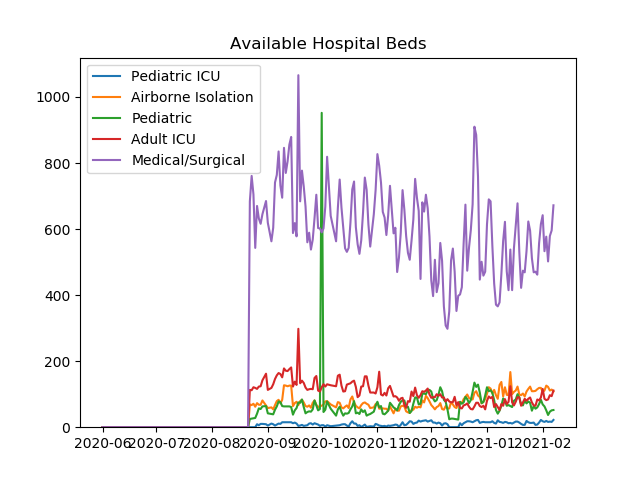 Available Hospital Beds
Pediatric ICU
Airborne Isolation
Pediatric
Adult ICU
Medical/Surgical
1000
800
600
400
200
0
2020-06 2020-07 2020-08 2020-09 2020-10 2020-11 2020-12 2021-01 2021-02